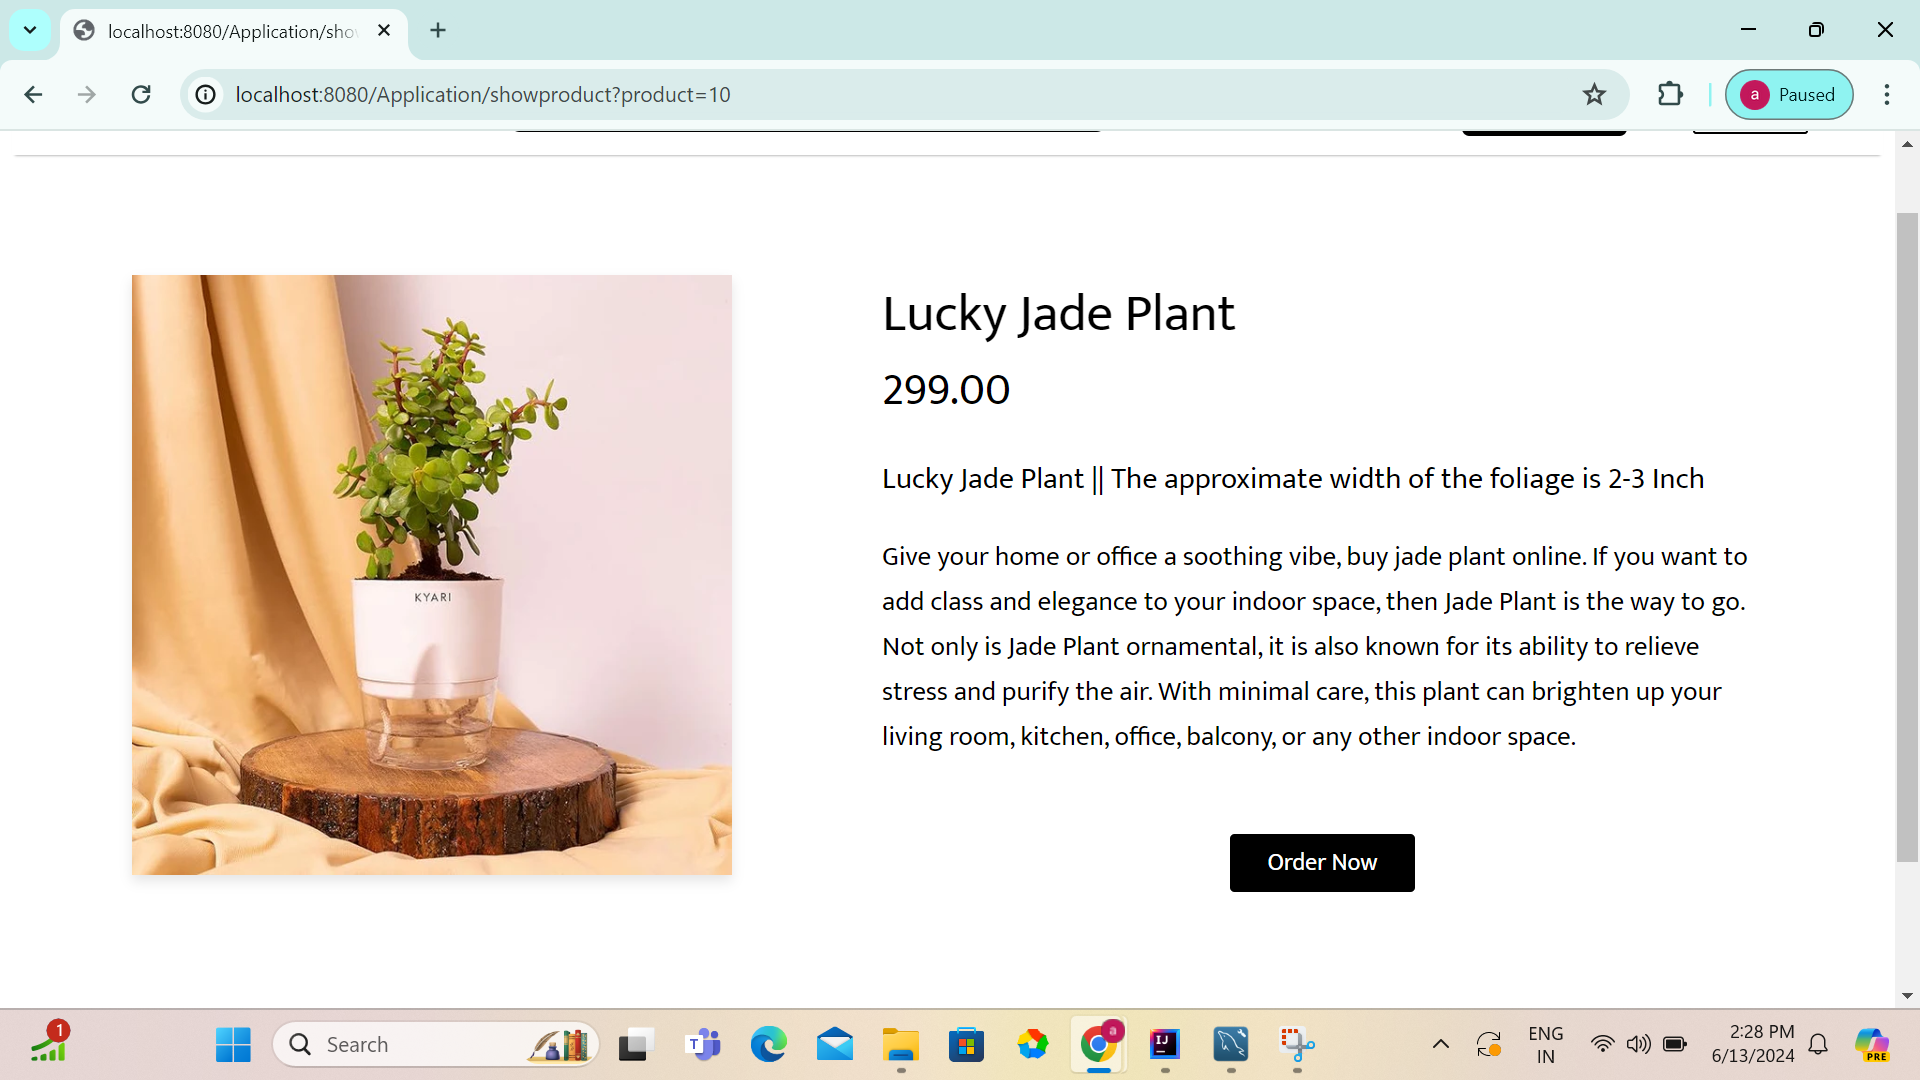 localhost:8080/Application/sho
localhost:8080/Application/showproduct?product=10
a
Paused
Lucky Jade Plant
299.00
Lucky Jade Plant || The approximate width of the foliage is 2-3 Inch
Give your home or office a soothing vibe, buy jade plant online. If you want to
add class and elegance to your indoor space, then Jade Plant is the way to go.
Not only is Jade Plant ornamental, it is also known for its ability to relieve
stress and purify the air. With minimal care, this plant can brighten up your
living room, kitchen, office, balcony, or any other indoor space.
KYARI
Order Now
1
Search
T
a
IJ
ENG
IN
2:28 PM
6/13/2024
PRE